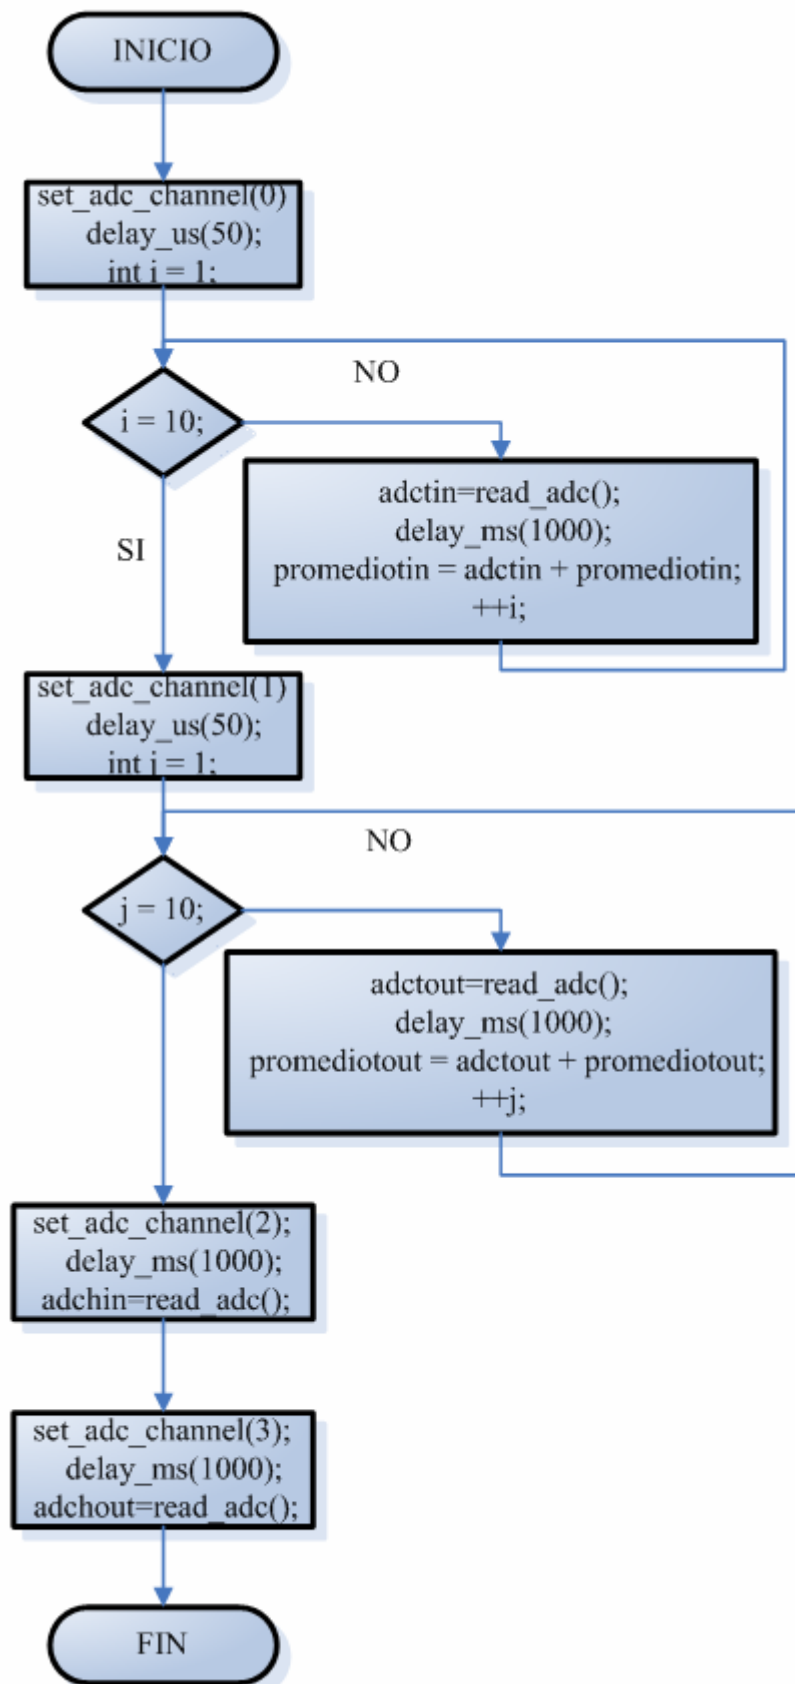 INICIO
set_adc_channel(0)
delay_us(50);
int i = 1;
NO
i = 10;
adctin=read_adc();
delay_ms(1000);
promediotin = adctin + promediotin;
++i;
SI
set_adc_channel(1)
delay_us(50);
int j = 1;
NO
j = 10;
adctout=read_adc();
delay_ms(1000);
promediotout = adctout + promediotout;
++j;
set_adc_channel(2);
delay_ms(1000);
adchin=read_adc();
set_adc_channel(3);
delay_ms(1000);
adchout=read_adc();
FIN